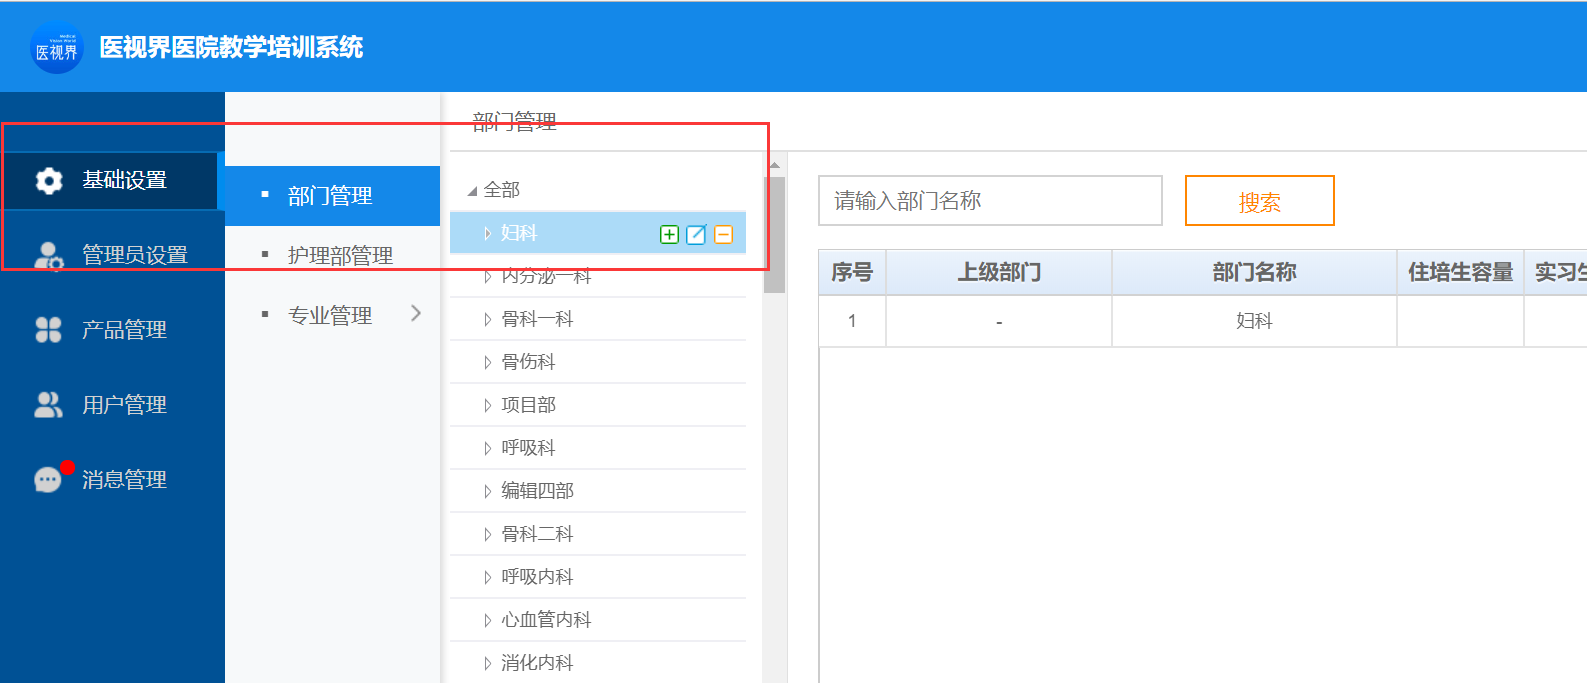 Medical
Vision World
医视界
医视界医院教学培训系统
基础设置
管理员设置
产品管理
用户管理
消息管理
部门管理
护理部管理
专业管理
部门管理
全部
妇科
内分泌一科
骨科一科
骨伤科
项目部
呼吸科
编辑四部
骨科二科
呼吸内科
心血管内科
消化内科
请输入部门名称
搜索
序号 上级部门 部门名称 住培生容量 实习生
1 - 妇科